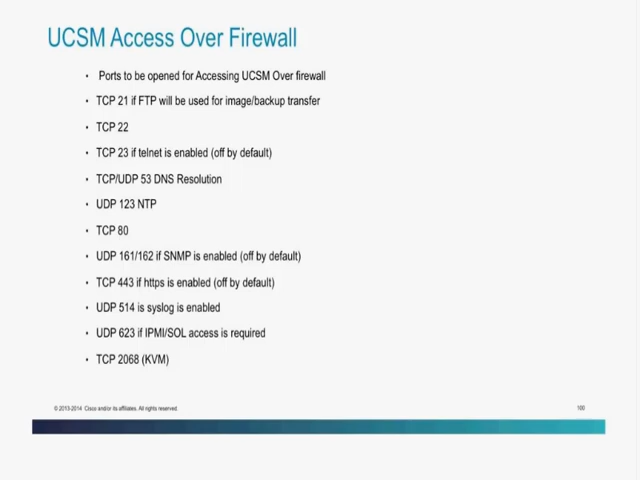 UCSM Access Over Firewall
• Ports to be opened for Accessing UCSM Over firewall
• TCP 21 if FTP will be used for image/backup transfer
• TCP 22
• TCP 23 if telnet is enabled (off by default)
• TCP/UDP 53 DNS Resolution
• UDP 123 NTP
• TCP 80
• UDP 161/162 if SNMP is enabled (off by default)
• TCP 443 if https is enabled (off by default)
• UDP 514 is syslog is enabled
• UDP 623 if IPMI/SOL access is required
• TCP 2068 (KVM)
© 2013-2014 Cisco and/or its affiliates. All rights reserved. 100